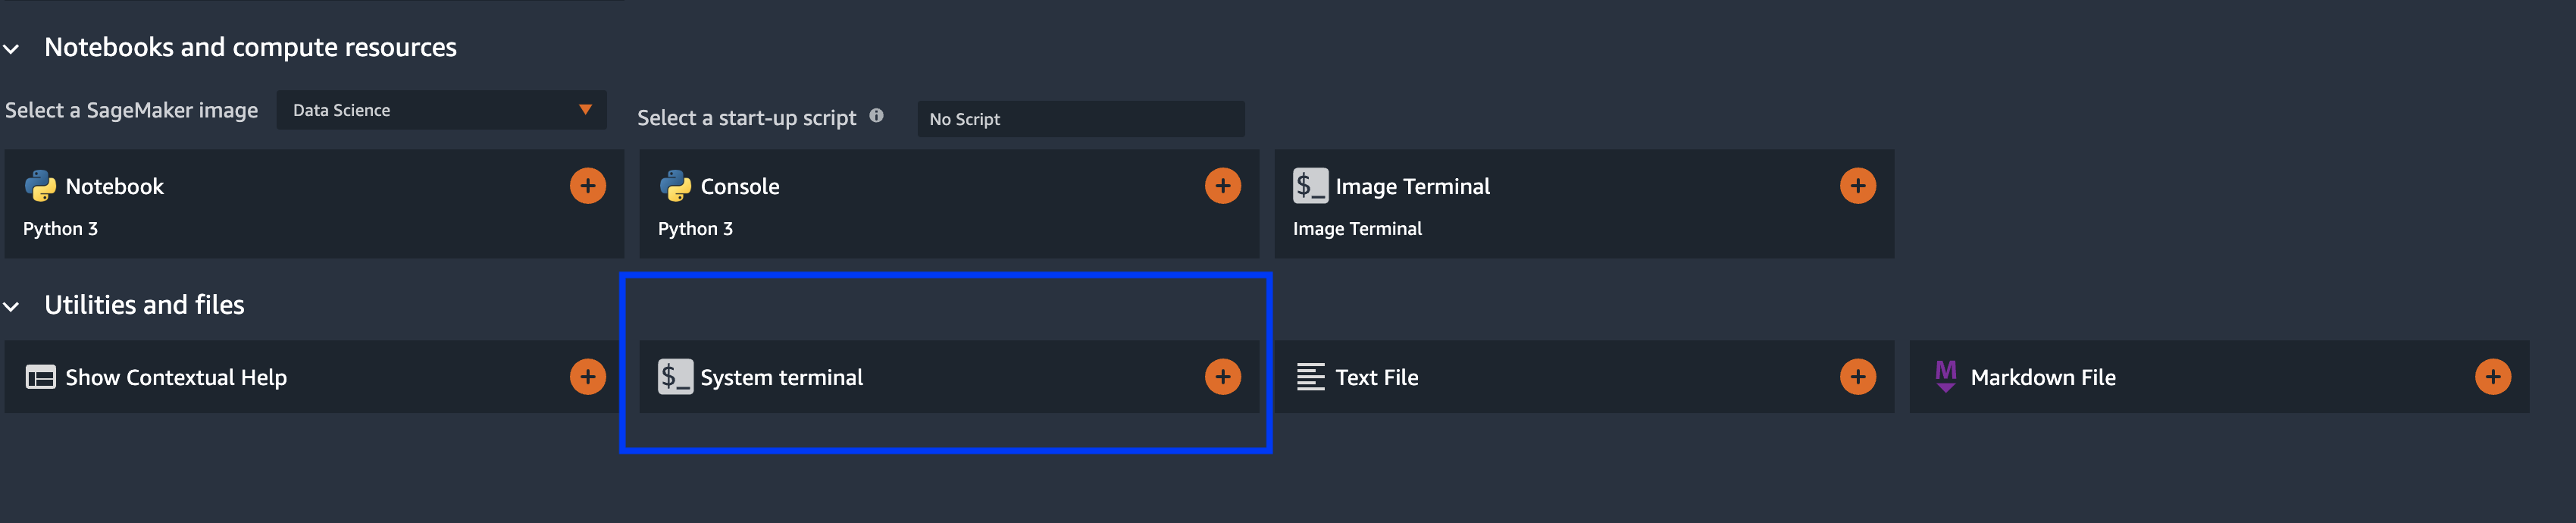 Notebooks and compute resources
Select a SageMaker image
Data Science
Select a start-up script
No Script
Notebook
Python 3
Console
Python 3
$_ Image Terminal
Image Terminal
Utilities and files
Show Contextual Help
$_ System terminal
Text File
M Markdown File